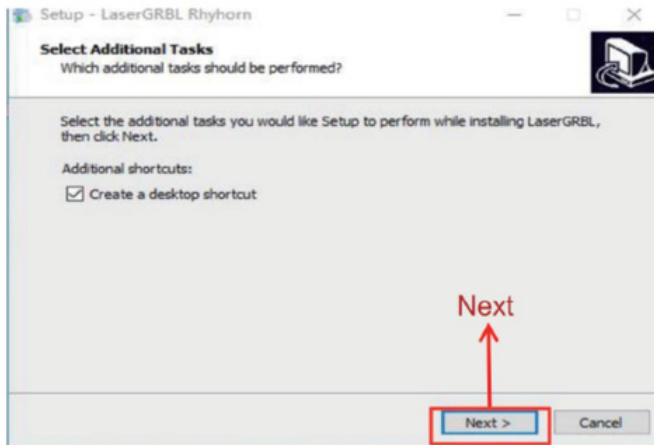 Setup - LaserGRBL Rhyhorn
Select Additional Tasks
Which additional tasks should be performed?
Select the additional tasks you would like Setup to perform while installing LaserGRBL,
then click Next.
Additional shortcuts:
Create a desktop shortcut
Next
Next >
Cancel